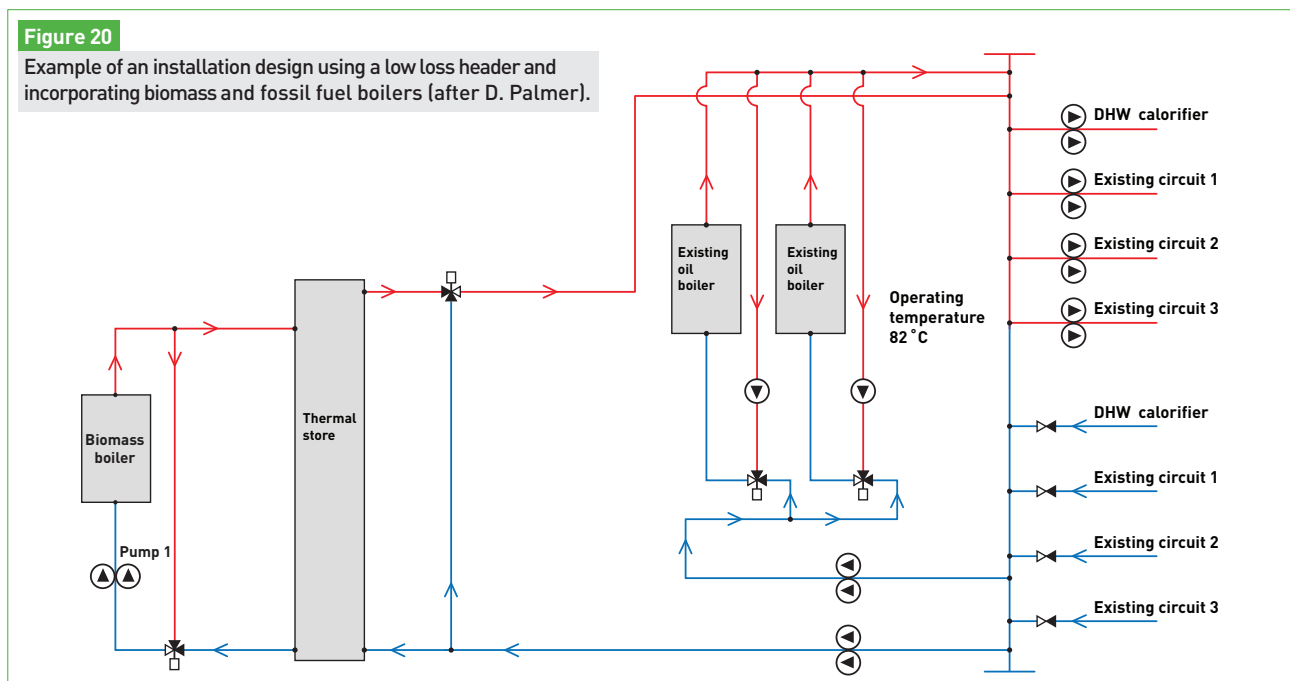 Figure 20
Example of an installation design using a low loss header and
incorporating biomass and fossil fuel boilers (after D. Palmer).
DHW calorifier
Existing circuit 1
Existing circuit 2
Existing circuit 3
Existing
oil
boiler
Existing
oil
boiler
Operating
temperature
82 °C
Thermal
store
Biomass
boiler
Pump 1
DHW calorifier
Existing circuit 1
Existing circuit 2
Existing circuit 3